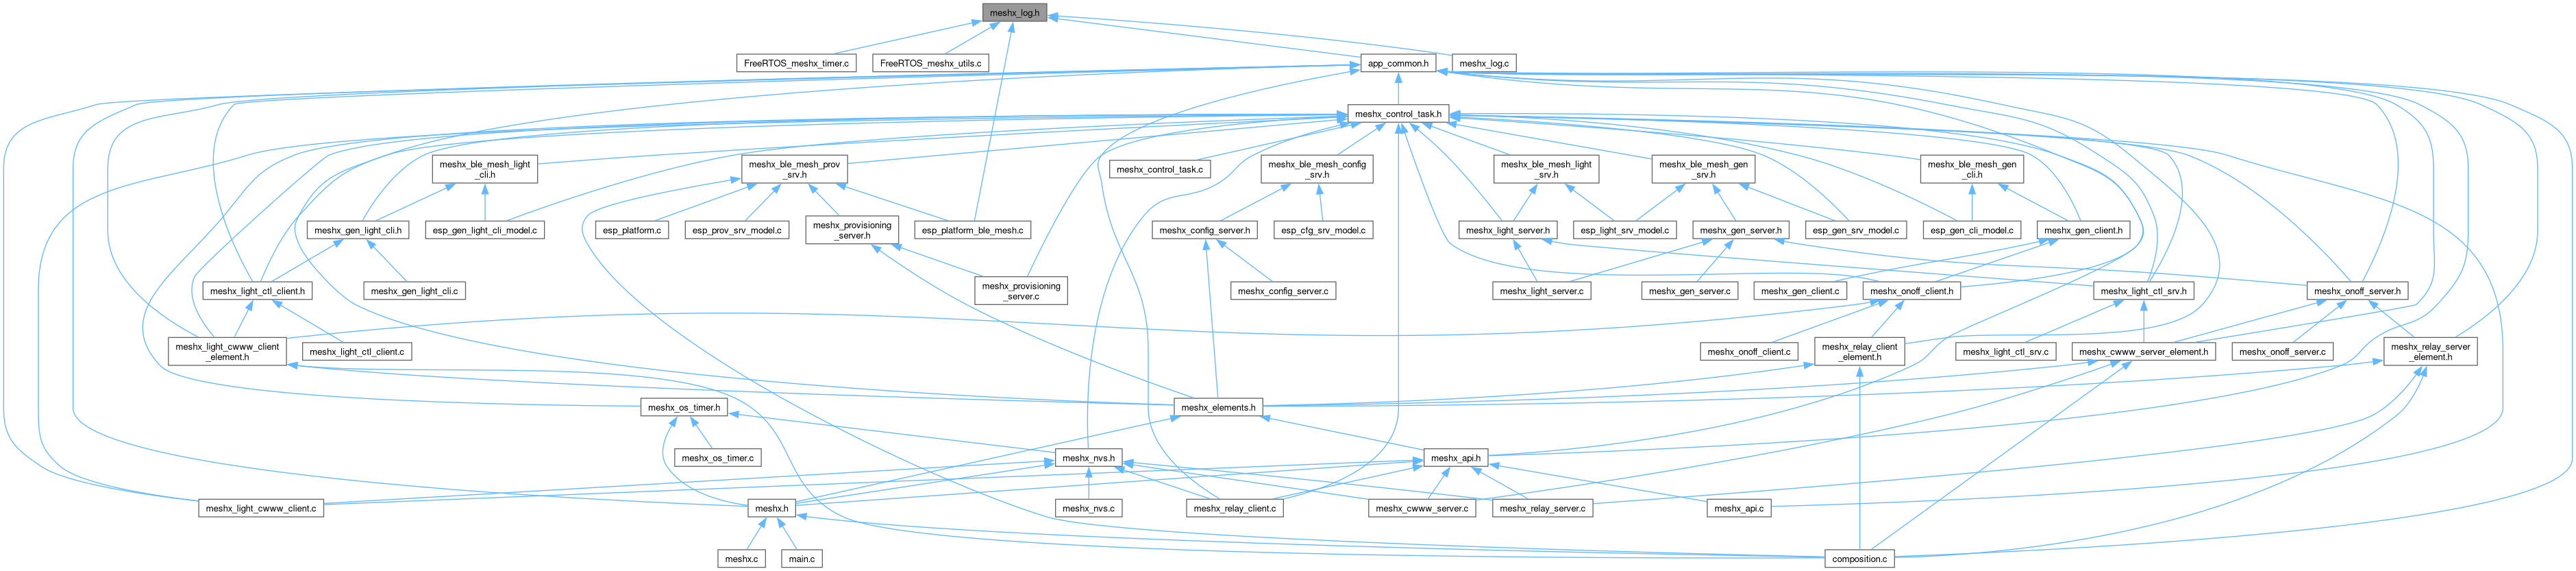 meshx_log.h
FreeRTOS_meshx_timer.c
FreeRTOS_meshx_utils.c
app_common.h
meshx_log.c
meshx_control_task.h
meshx_ble_mesh_light
_cli.h
meshx_ble_mesh_prov
_srv.h
meshx_control_task.c
meshx_ble_mesh_config
_srv.h
meshx_ble_mesh_light
_srv.h
meshx_ble_mesh_gen
_srv.h
meshx_ble_mesh_gen
_cli.h
meshx_gen_light_cli.h
esp_gen_light_cli_model.c
esp_platform.c
esp_prov_srv_model.c
meshx_provisioning
_server.h
esp_platform_ble_mesh.c
meshx_config_server.h
esp_cfg_srv_model.c
meshx_light_server.h
esp_light_srv_model.c
meshx_gen_server.h
esp_gen_srv_model.c
esp_gen_cli_model.c
meshx_gen_client.h
meshx_light_ctl_client.h
meshx_gen_light_cli.c
meshx_provisioning
_server.c
meshx_config_server.c
meshx_light_server.c
meshx_gen_server.c
meshx_gen_client.c
meshx_onoff_client.h
meshx_light_ctl_srv.h
meshx_onoff_server.h
meshx_light_cwww_client
_element.h
meshx_light_ctl_client.c
meshx_onoff_client.c
meshx_relay_client
_element.h
meshx_light_ctl_srv.c
meshx_cwww_server_element.h
meshx_onoff_server.c
meshx_relay_server
_element.h
meshx_os_timer.h
meshx_elements.h
meshx_os_timer.c
meshx_nvs.h
meshx_api.h
meshx_light_cwww_client.c
meshx.h
meshx_nvs.c
meshx_relay_client.c
meshx_cwww_server.c
meshx_relay_server.c
meshx_api.c
meshx.c
main.c
composition.c